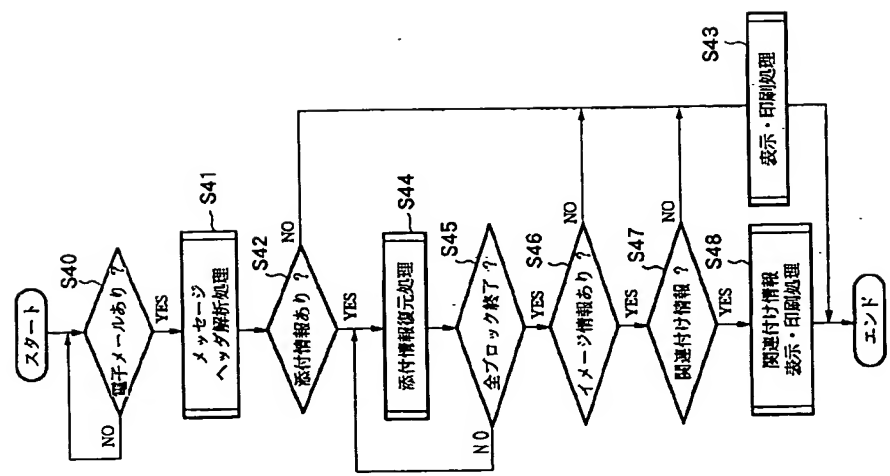 スタート
S40
電子メールあり?
NO
YES
S41
メッセージ
ヘッダ解析処理
S42
添付情報あり?
NO
YES
S44
添付情報復元処理
S45
全ブロック終了?
NO
YES
S46
イメージ情報あり?
NO
YES
S47
関連付け情報?
NO
YES
S48
関連付け情報
表示・印刷処理
S43
表示・印刷処理
エンド